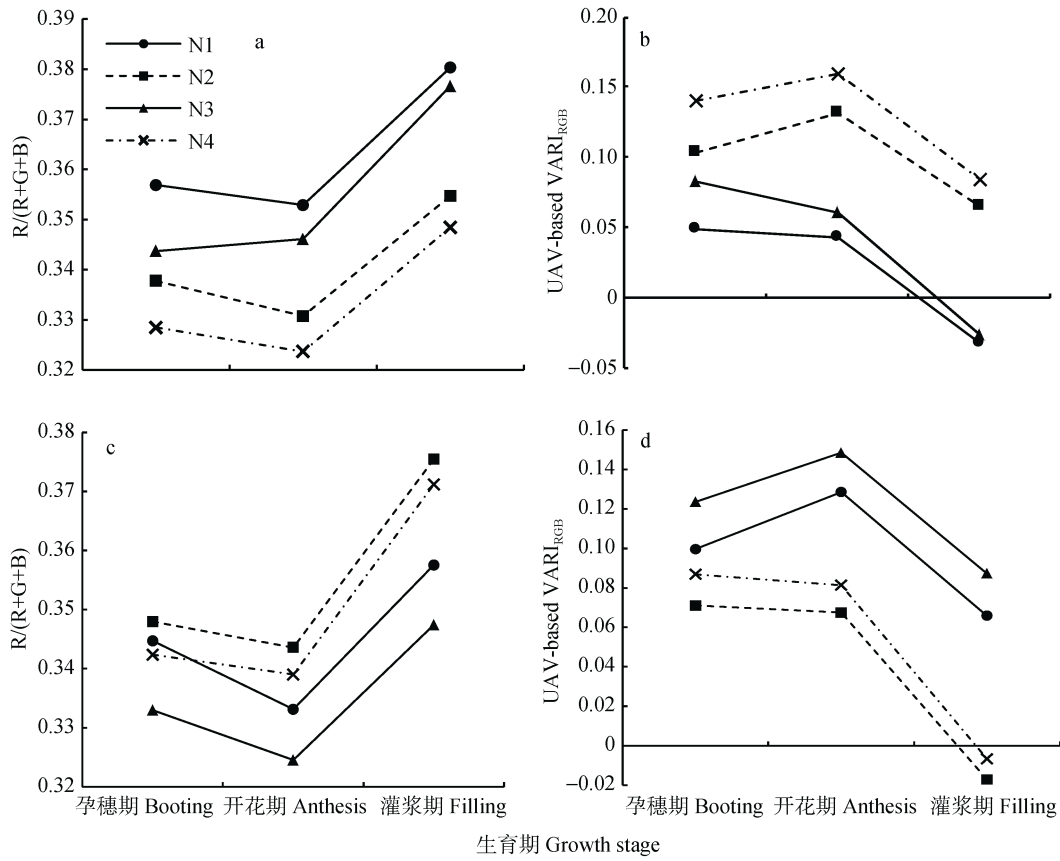 a
0.39
0.38
0.37
0.36
0.35
0.34
0.33
0.32
R/(R+G+B)
N1
N2
N3
N4
b
0.20
0.15
0.10
0.05
0
−0.05
UAV-based VARI_RGB
c
0.38
0.37
0.36
0.35
0.34
0.33
0.32
R/(R+G+B)
孕穗期 Booting 开花期 Anthesis 灌浆期 Filling
d
0.16
0.14
0.12
0.10
0.08
0.06
0.04
0.02
0
−0.02
UAV-based VARI_RGB
孕穗期 Booting 开花期 Anthesis 灌浆期 Filling
生育期 Growth stage